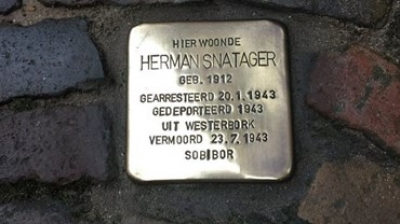 HIER WOONDE
HERMAN SNATAGER
GEB. 1912
GEARRESTEERD 20.1.1943
GEDEPORTEERD 1943
UIT WESTERBORK
VERMOORD 23.7.1943
SOBIBOR